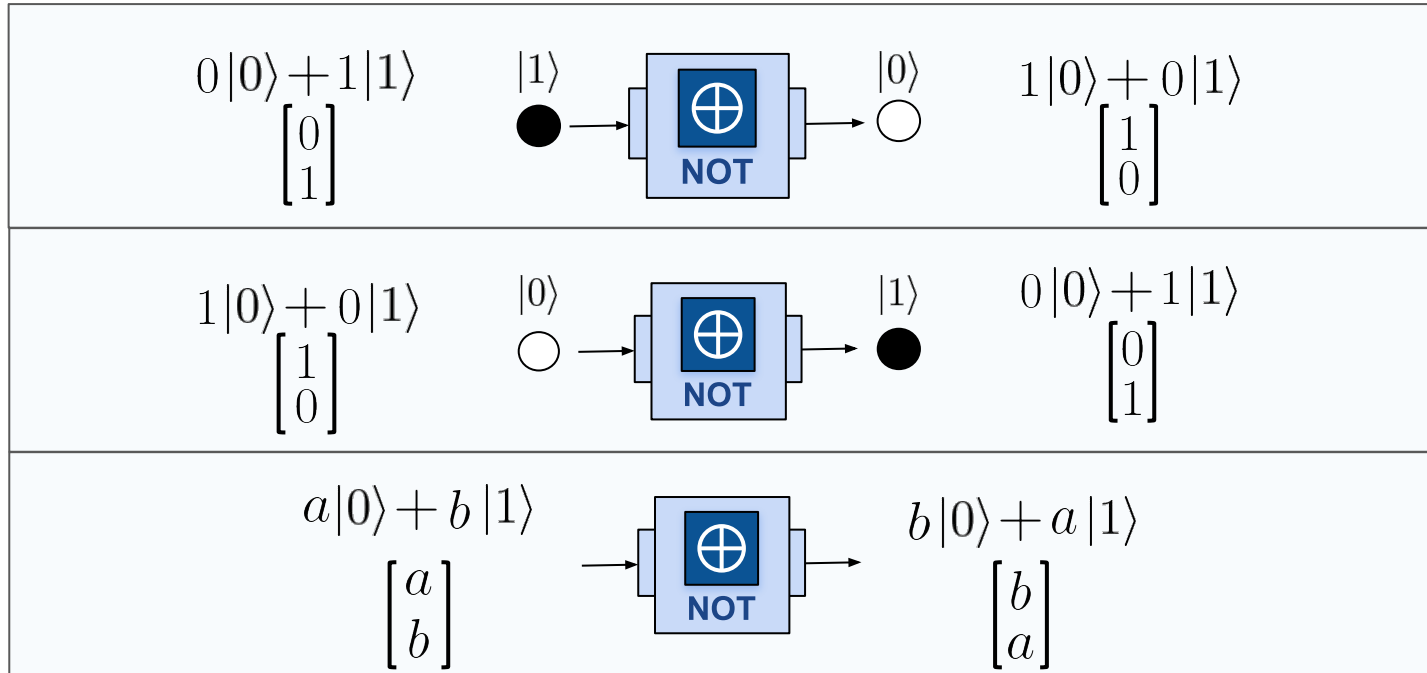 0|0⟩+1|1⟩ |1⟩ |0⟩ 1|0⟩+0|1⟩
[0 1] NOT [1 0]
1|0⟩+0|1⟩ |0⟩ |1⟩ 0|0⟩+1|1⟩
[1 0] NOT [0 1]
a|0⟩+b|1⟩ b|0⟩+a|1⟩
[a b] NOT [b a]